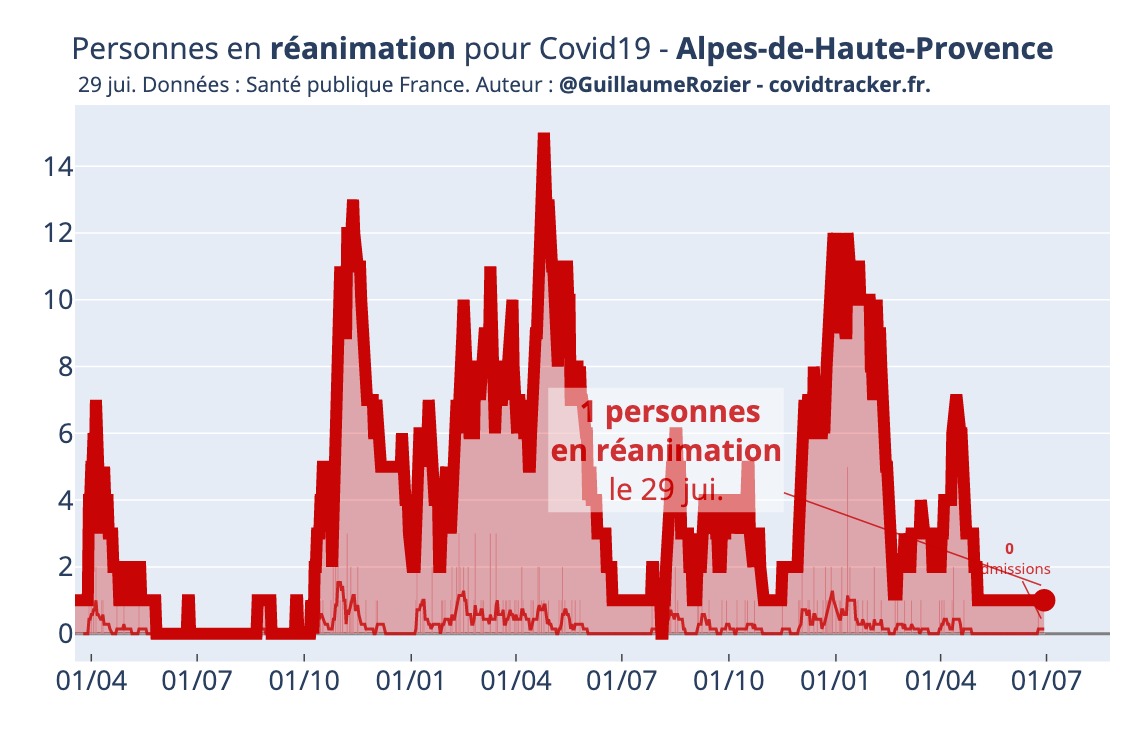 Personnes en réanimation pour Covid19 - Alpes-de-Haute-Provence
29 jui. Données : Santé publique France. Auteur : @GuillaumeRozier - covidtracker.fr.
14
12
10
8
6
4
2
0
1 personnes
en réanimation
le 29 jui.
0
admissions
01/04 01/07 01/10 01/01 01/04 01/07 01/10 01/01 01/04 01/07